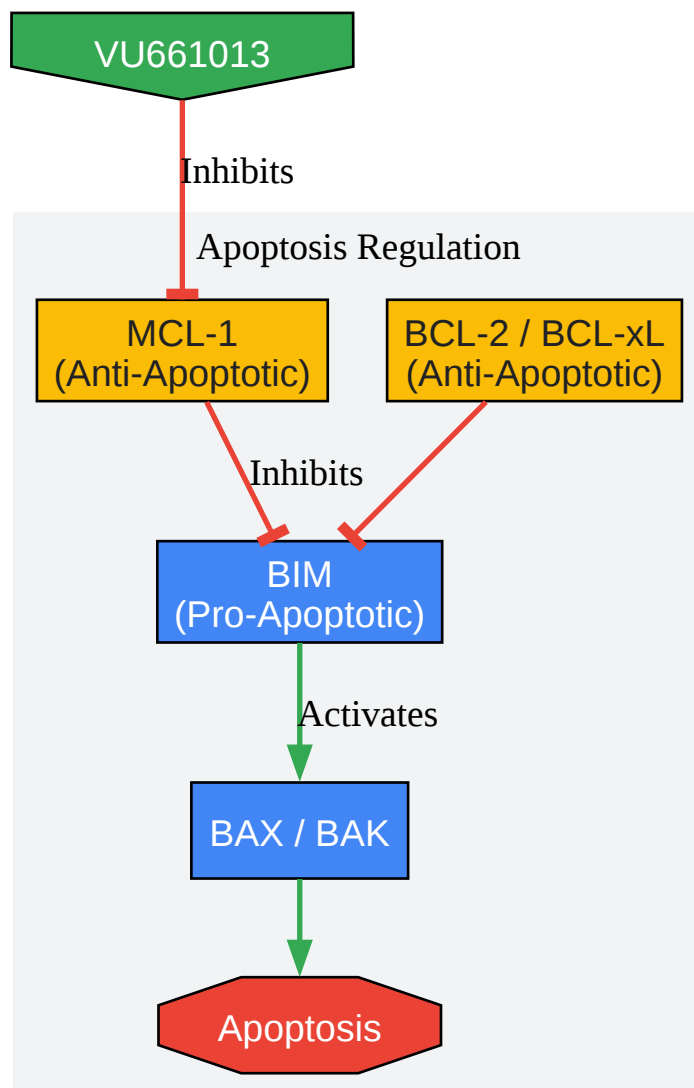 VU661013
Inhibits
Apoptosis Regulation
MCL-1
(Anti-Apoptotic)
BCL-2 / BCL-xL
(Anti-Apoptotic)
Inhibits
BIM
(Pro-Apoptotic)
Activates
BAX / BAK
Apoptosis